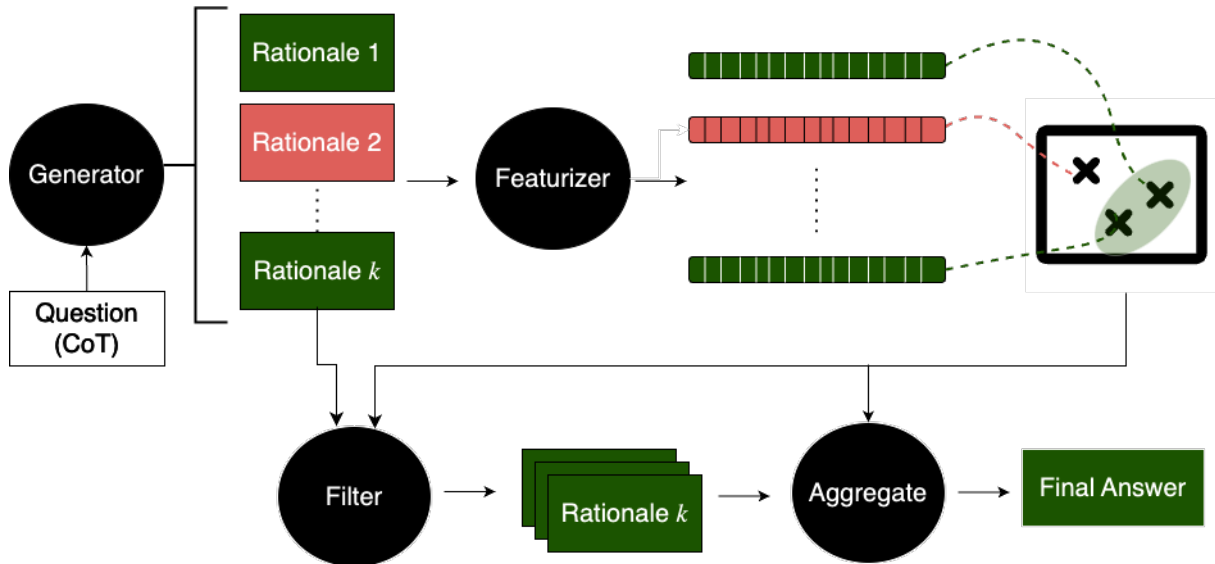 Rationale 1
Generator
Rationale 2
Featurizer
Rationale k
Question
(CoT)
Filter
Rationale k
Aggregate
Final Answer